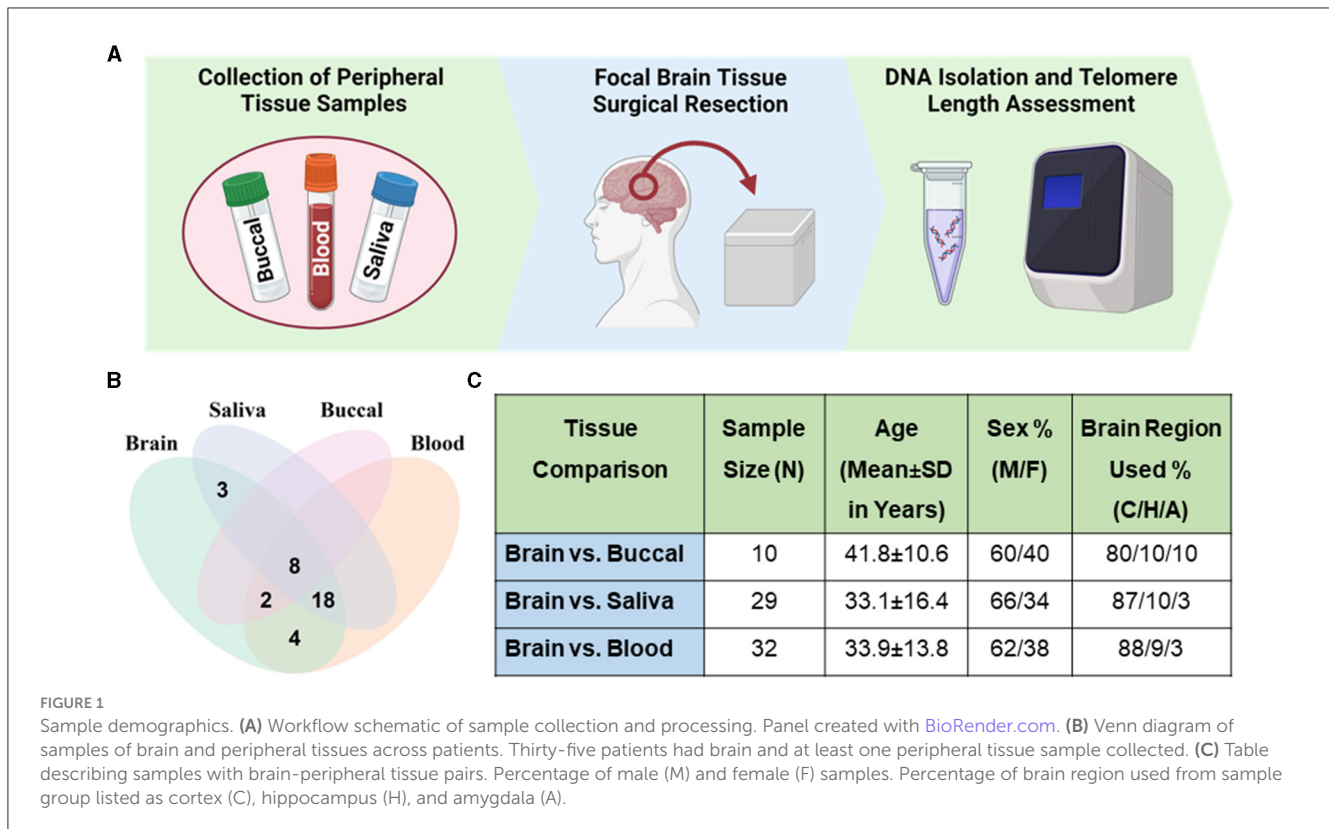 A
Collection of Peripheral
Tissue Samples
Focal Brain Tissue
Surgical Resection
DNA Isolation and Telomere
Length Assessment
Buccal
Blood
Saliva
B
Saliva
Buccal
Brain
Blood
3
8
2
18
4
C
Tissue Comparison
Sample Size (N)
Age (Mean±SD in Years)
Sex % (M/F)
Brain Region Used % (C/H/A)
Brain vs. Buccal 10 41.8±10.6 60/40 80/10/10
Brain vs. Saliva 29 33.1±16.4 66/34 87/10/3
Brain vs. Blood 32 33.9±13.8 62/38 88/9/3
FIGURE 1
Sample demographics. (A) Workflow schematic of sample collection and processing. Panel created with BioRender.com. (B) Venn diagram of
samples of brain and peripheral tissues across patients. Thirty-five patients had brain and at least one peripheral tissue sample collected. (C) Table
describing samples with brain-peripheral tissue pairs. Percentage of male (M) and female (F) samples. Percentage of brain region used from sample
group listed as cortex (C), hippocampus (H), and amygdala (A).